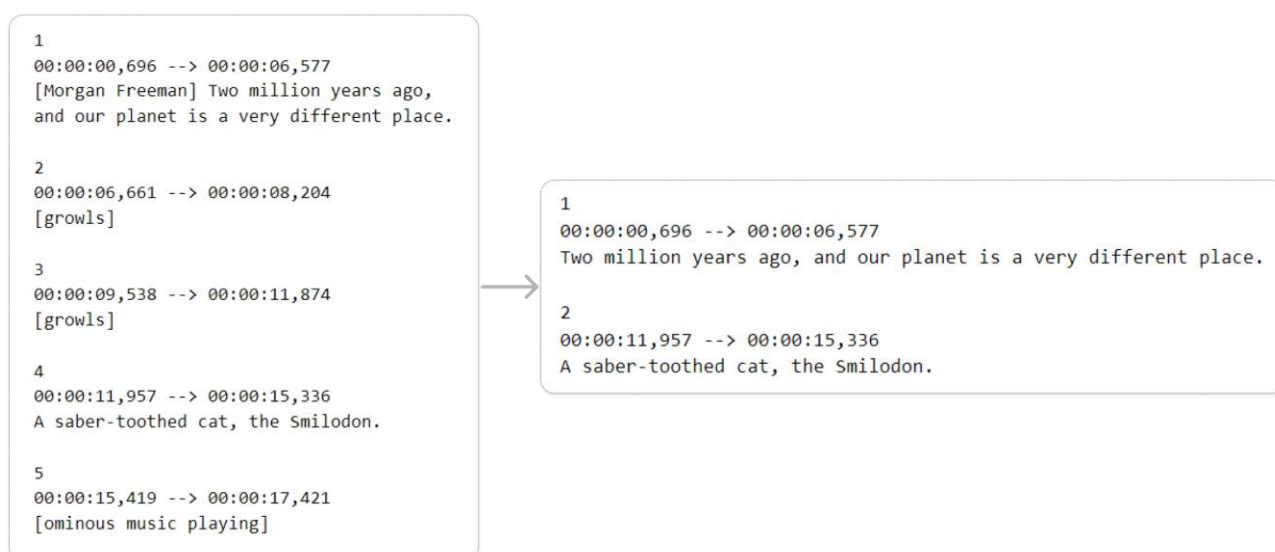 1
00:00:00,696 --> 00:00:06,577
[Morgan Freeman] Two million years ago,
and our planet is a very different place.
2
00:00:06,661 --> 00:00:08,204
[growls]
3
00:00:09,538 --> 00:00:11,874
[growls]
4
00:00:11,957 --> 00:00:15,336
A saber-toothed cat, the Smilodon.
5
00:00:15,419 --> 00:00:17,421
[ominous music playing]
1
00:00:00,696 --> 00:00:06,577
Two million years ago, and our planet is a very different place.
2
00:00:11,957 --> 00:00:15,336
A saber-toothed cat, the Smilodon.